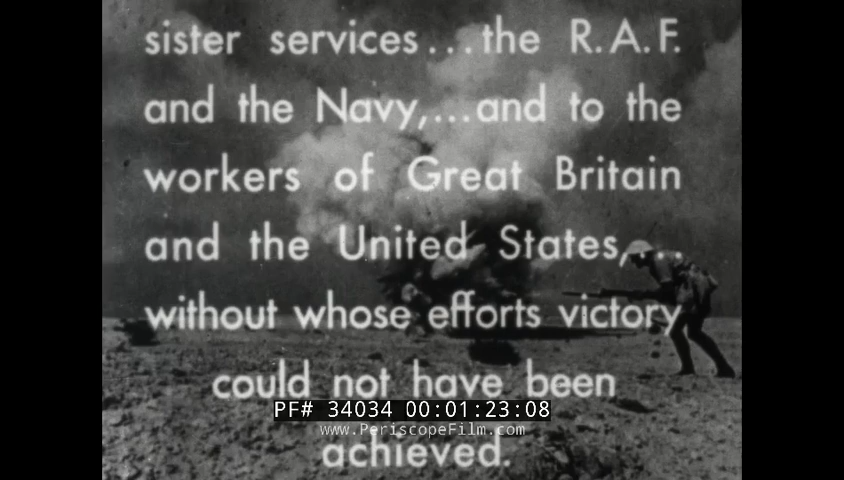 sister services...the R.A.F.
and the Navy,...and to the
workers of Great Britain
and the United States,...
without whose efforts victory
could not have been
PF# 34034 00:01:23:08
www.PeriscopeFilm.com
achieved.